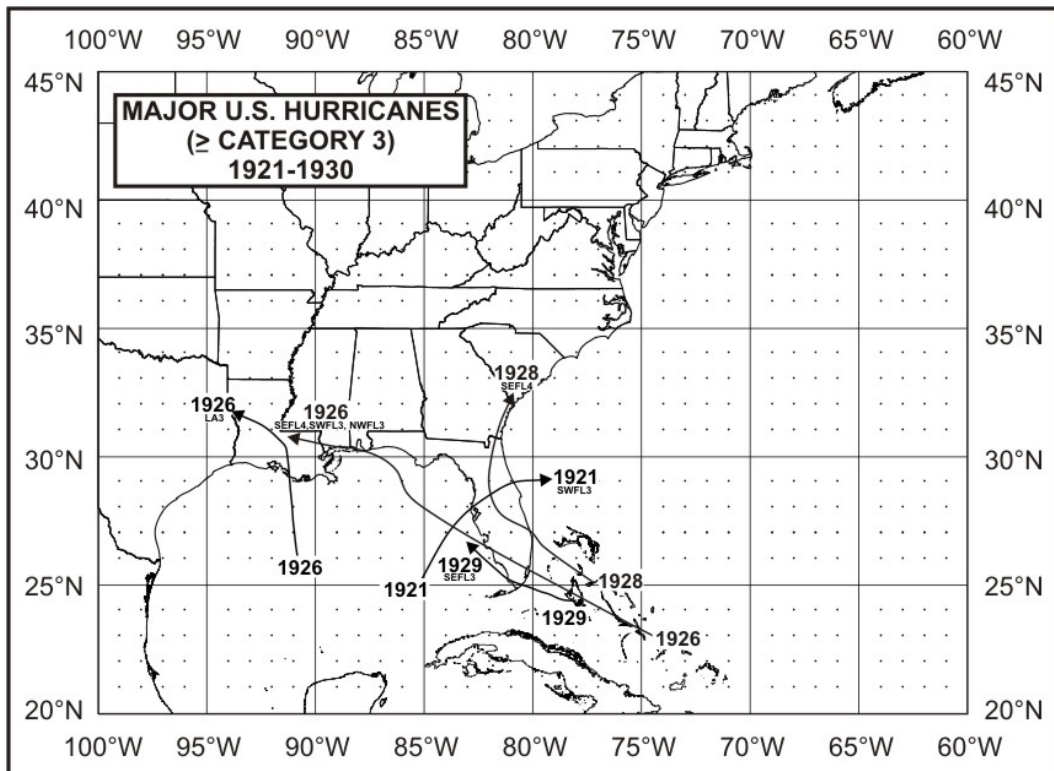 100°W 95°W 90°W 85°W 80°W 75°W 70°W 65°W 60°W
45°N 45°N
MAJOR U.S. HURRICANES
(≥ CATEGORY 3)
1921-1930
40°N 40°N
35°N 35°N
1928
SEFL4
1926
LA3
1926
SEFL4,SWFL3, NWFL3
30°N 30°N
1921
SWFL3
1926
1929
SEFL3
1921
1928
25°N 25°N
1929
1926
20°N 20°N
100°W 95°W 90°W 85°W 80°W 75°W 70°W 65°W 60°W